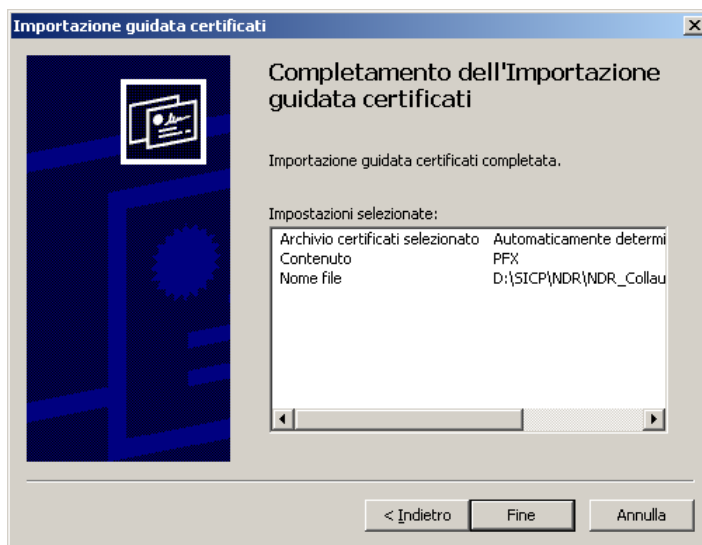 Importazione guidata certificati
Completamento dell'Importazione
guidata certificati
Importazione guidata certificati completata.
Impostazioni selezionate:
Archivio certificati selezionato Automaticamente determi
Contenuto PFX
Nome file D:\SICP\NDR\NDR_Collau
< Indietro Fine Annulla